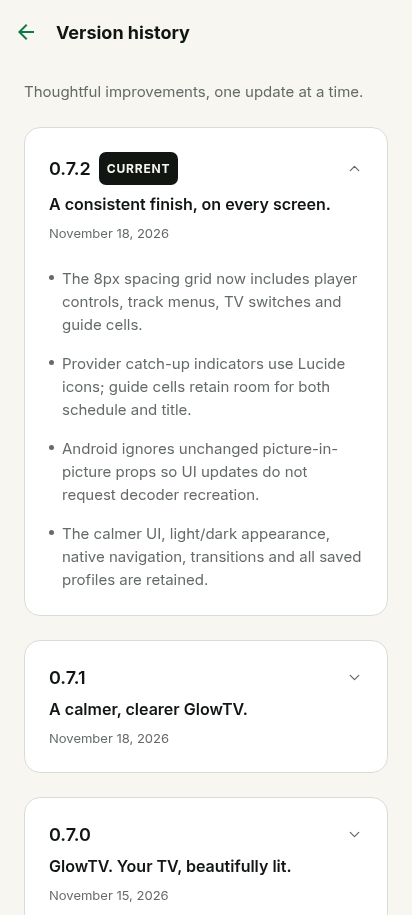 Version history
Thoughtful improvements, one update at a time.
0.7.2 CURRENT
A consistent finish, on every screen.
November 18, 2026
• The 8px spacing grid now includes player
controls, track menus, TV switches and
guide cells.
• Provider catch-up indicators use Lucide
icons; guide cells retain room for both
schedule and title.
• Android ignores unchanged picture-in-
picture props so UI updates do not
request decoder recreation.
• The calmer UI, light/dark appearance,
native navigation, transitions and all saved
profiles are retained.
0.7.1
A calmer, clearer GlowTV.
November 18, 2026
0.7.0
GlowTV. Your TV, beautifully lit.
November 15, 2026